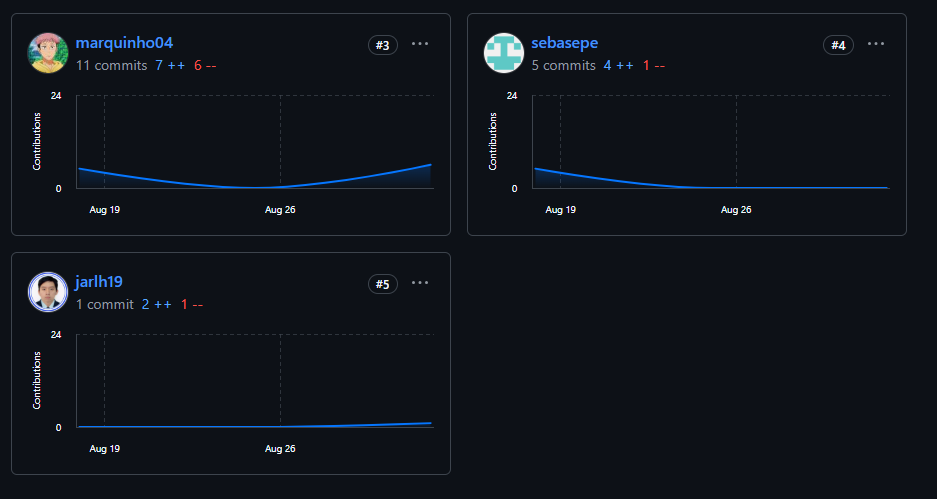 marquinho04
#3
11 commits 7 ++ 6 --
24
Contributions
0
Aug 19
Aug 26
sebasepe
#4
5 commits 4 ++ 1 --
24
Contributions
0
Aug 19
Aug 26
jarlh19
#5
1 commit 2 ++ 1 --
24
Contributions
0
Aug 19
Aug 26